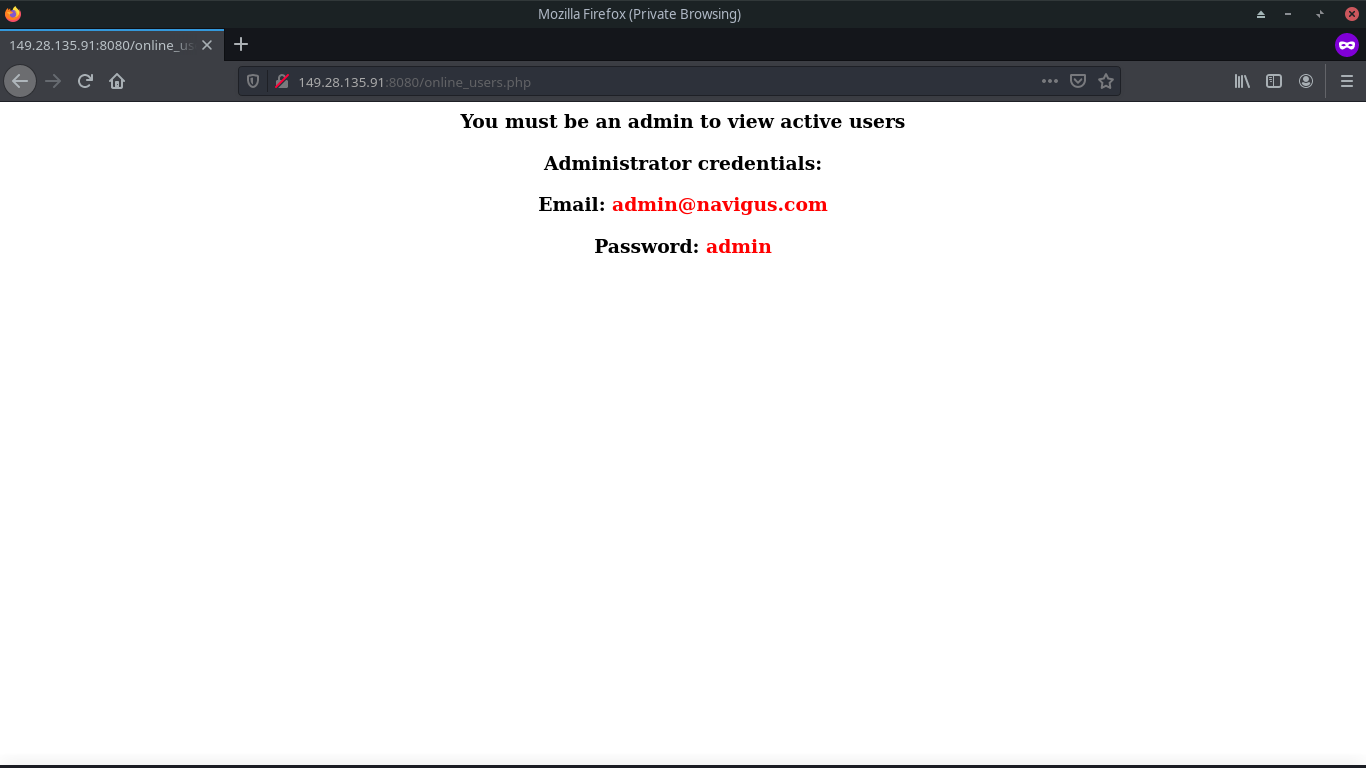 Mozilla Firefox (Private Browsing)
149.28.135.91:8080/online_us
149.28.135.91:8080/online_users.php
You must be an admin to view active users
Administrator credentials:
Email: admin@navigus.com
Password: admin